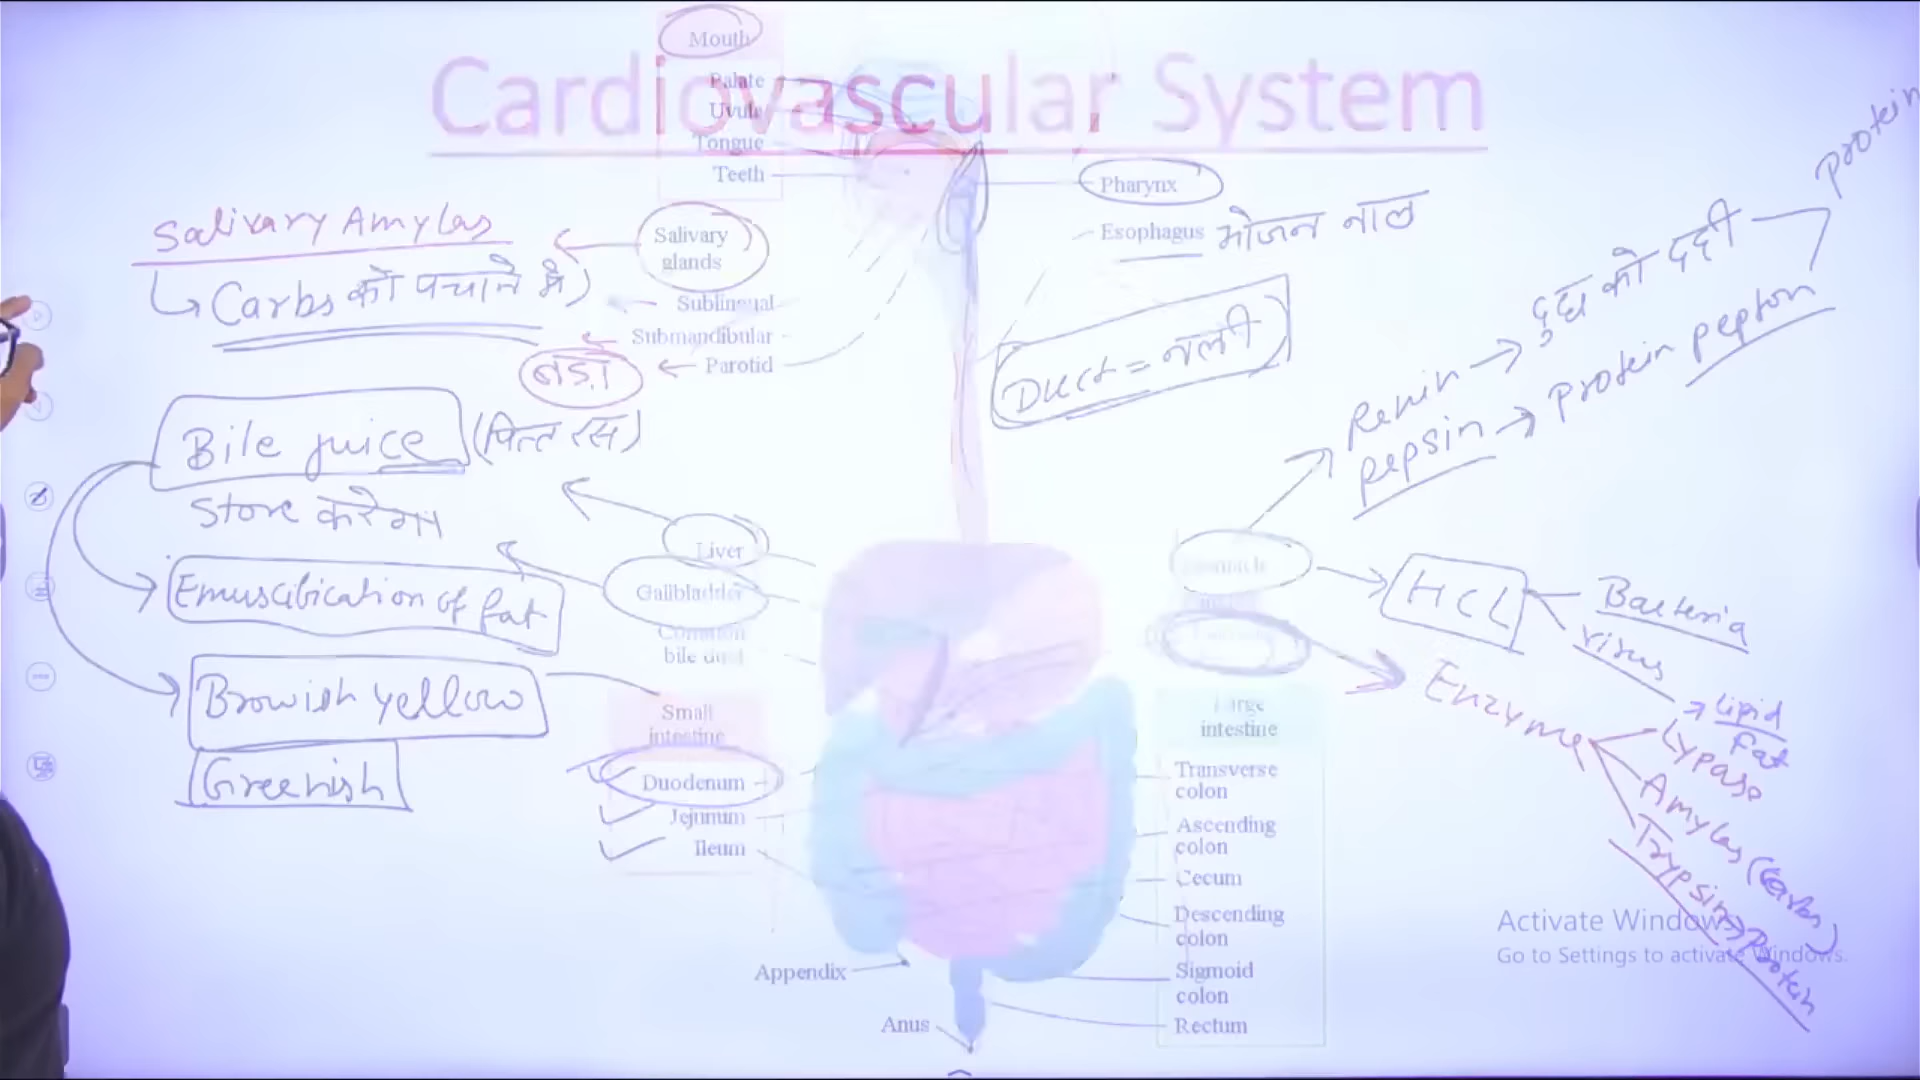 Mouth
Cardiovascular System
Palate
Uvula
Tongue
Teeth
Pharynx
Esophagus भोजन नाल
Salivary Amylas
Carbs को पचाने में)
Salivary
glands
Sublingual
Submandibular
Parotid
बड़ी
Duct = नली
protein
Renin → दुध को दही
pepsin → protein pepton
Bile juice (पित्त रस)
Store करेगा
Emuscibication of fat
Browish yellow
Greenish
Liver
Gallbladder
Common
bile duct
Small
intestine
Duodenum
Jejunum
Ileum
Appendix
Anus
Stomach
HCL
Bacteria
virus
Enzyme
Lypase → Lipid
fat
Amylas (Carbs)
Trypsin → protein
Large
intestine
Transverse
colon
Ascending
colon
Cecum
Descending
colon
Sigmoid
colon
Rectum
Activate Windows
Go to Settings to activate Windows.